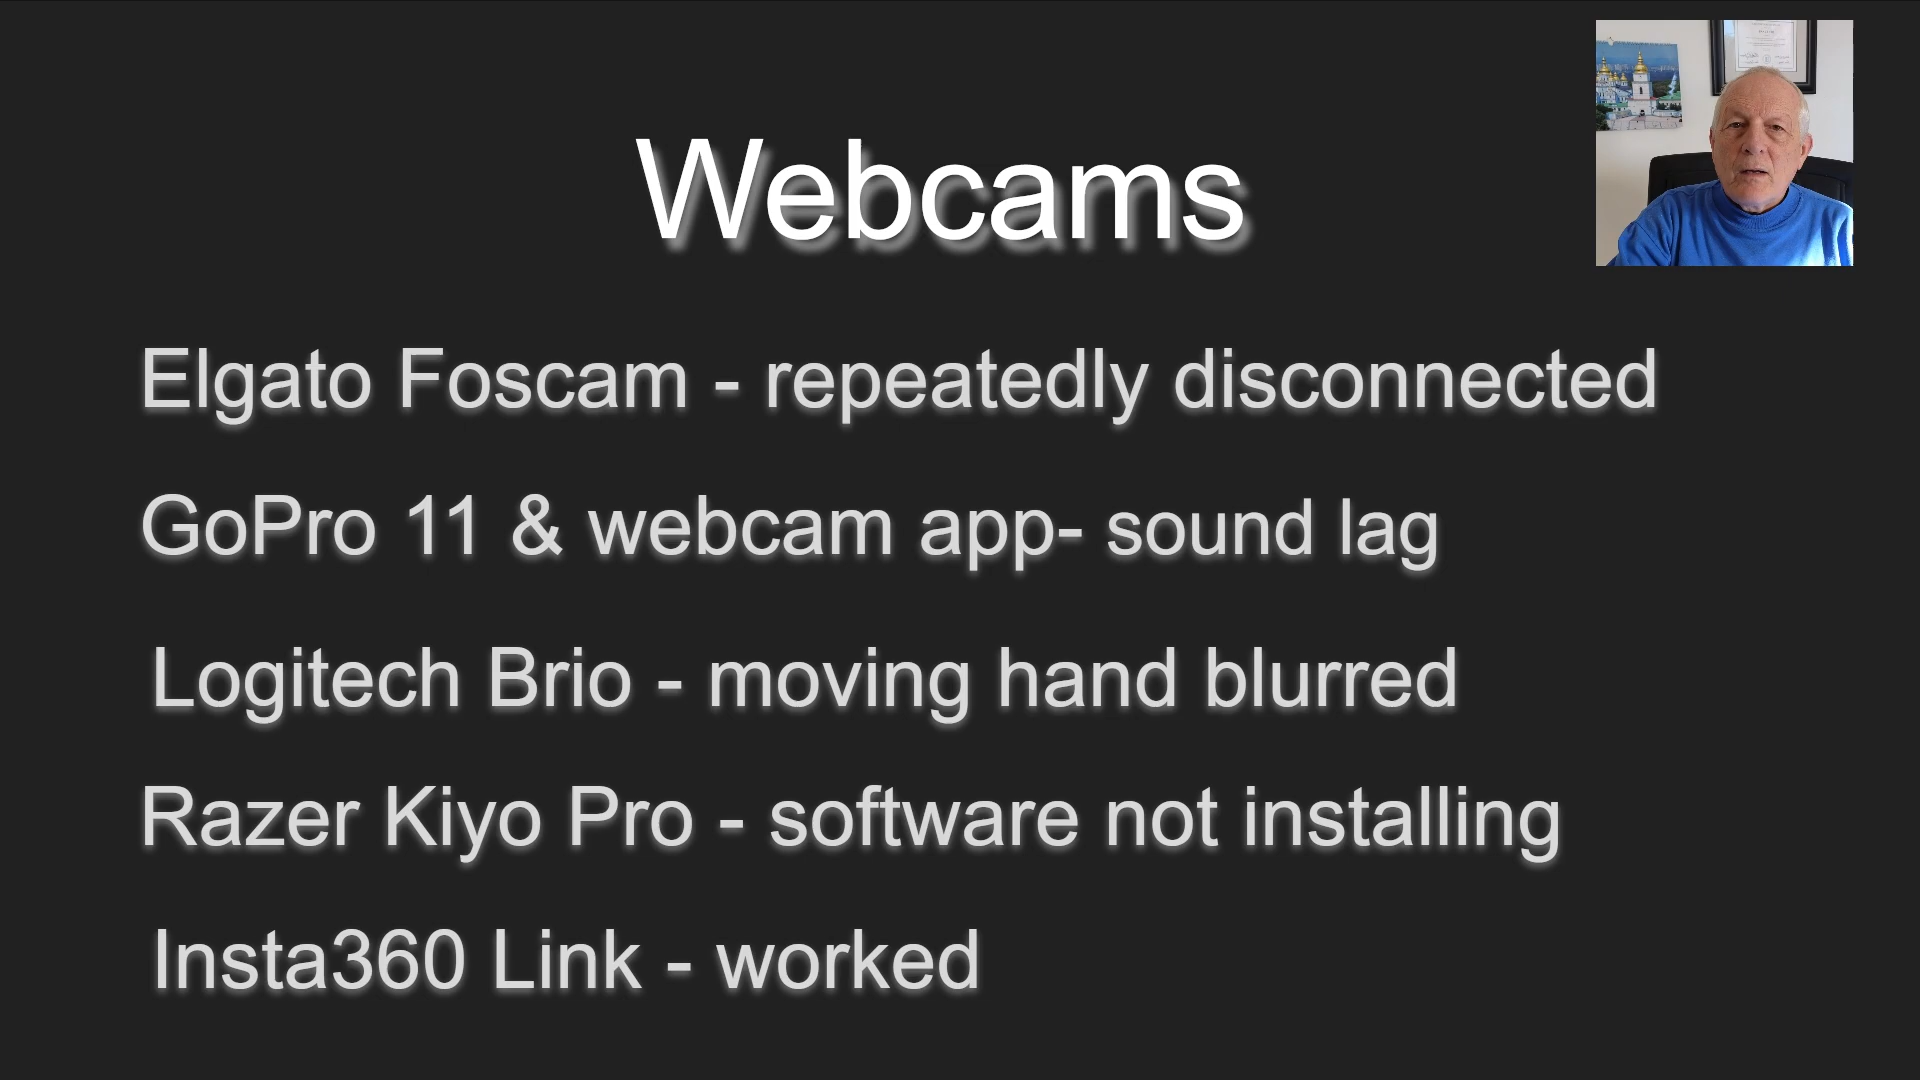 Webcams
Elgato Foscam - repeatedly disconnected
GoPro 11 & webcam app- sound lag
Logitech Brio - moving hand blurred
Razer Kiyo Pro - software not installing
Insta360 Link - worked